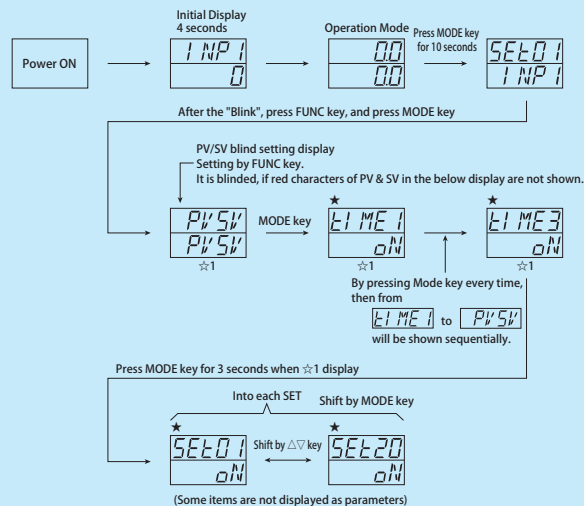 Power ON
Initial Display
4 seconds
INP1
0
Operation Mode
0.0
0.0
Press MODE key
for 10 seconds
SEt01
INP1
After the "Blink", press FUNC key, and press MODE key
PV/SV blind setting display
Setting by FUNC key.
It is blinded, if red characters of PV & SV in the below display are not shown.
PVSV
PVSV
☆1
MODE key
★
tIME1
oN
☆1
★
tIME3
oN
☆1
By pressing Mode key every time,
then from
tIME1 to PVSV
will be shown sequentially.
Press MODE key for 3 seconds when ☆1 display
Into each SET
Shift by MODE key
★
SEt01
oN
Shift by △▽ key
★
SEt20
oN
(Some items are not displayed as parameters)